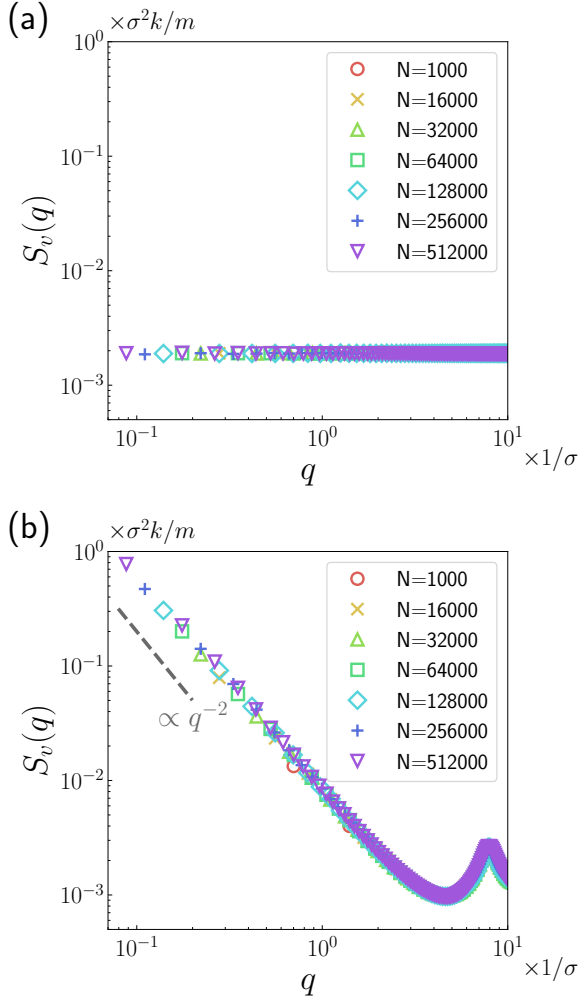 (a)
×σ²k/m
10⁰
10⁻¹
10⁻²
10⁻³
S_v(q)
N=1000
N=16000
N=32000
N=64000
N=128000
N=256000
N=512000
10⁻¹
10⁰
10¹
q
×1/σ
(b)
×σ²k/m
10⁰
10⁻¹
10⁻²
10⁻³
S_v(q)
∝ q⁻²
N=1000
N=16000
N=32000
N=64000
N=128000
N=256000
N=512000
10⁻¹
10⁰
10¹
q
×1/σ